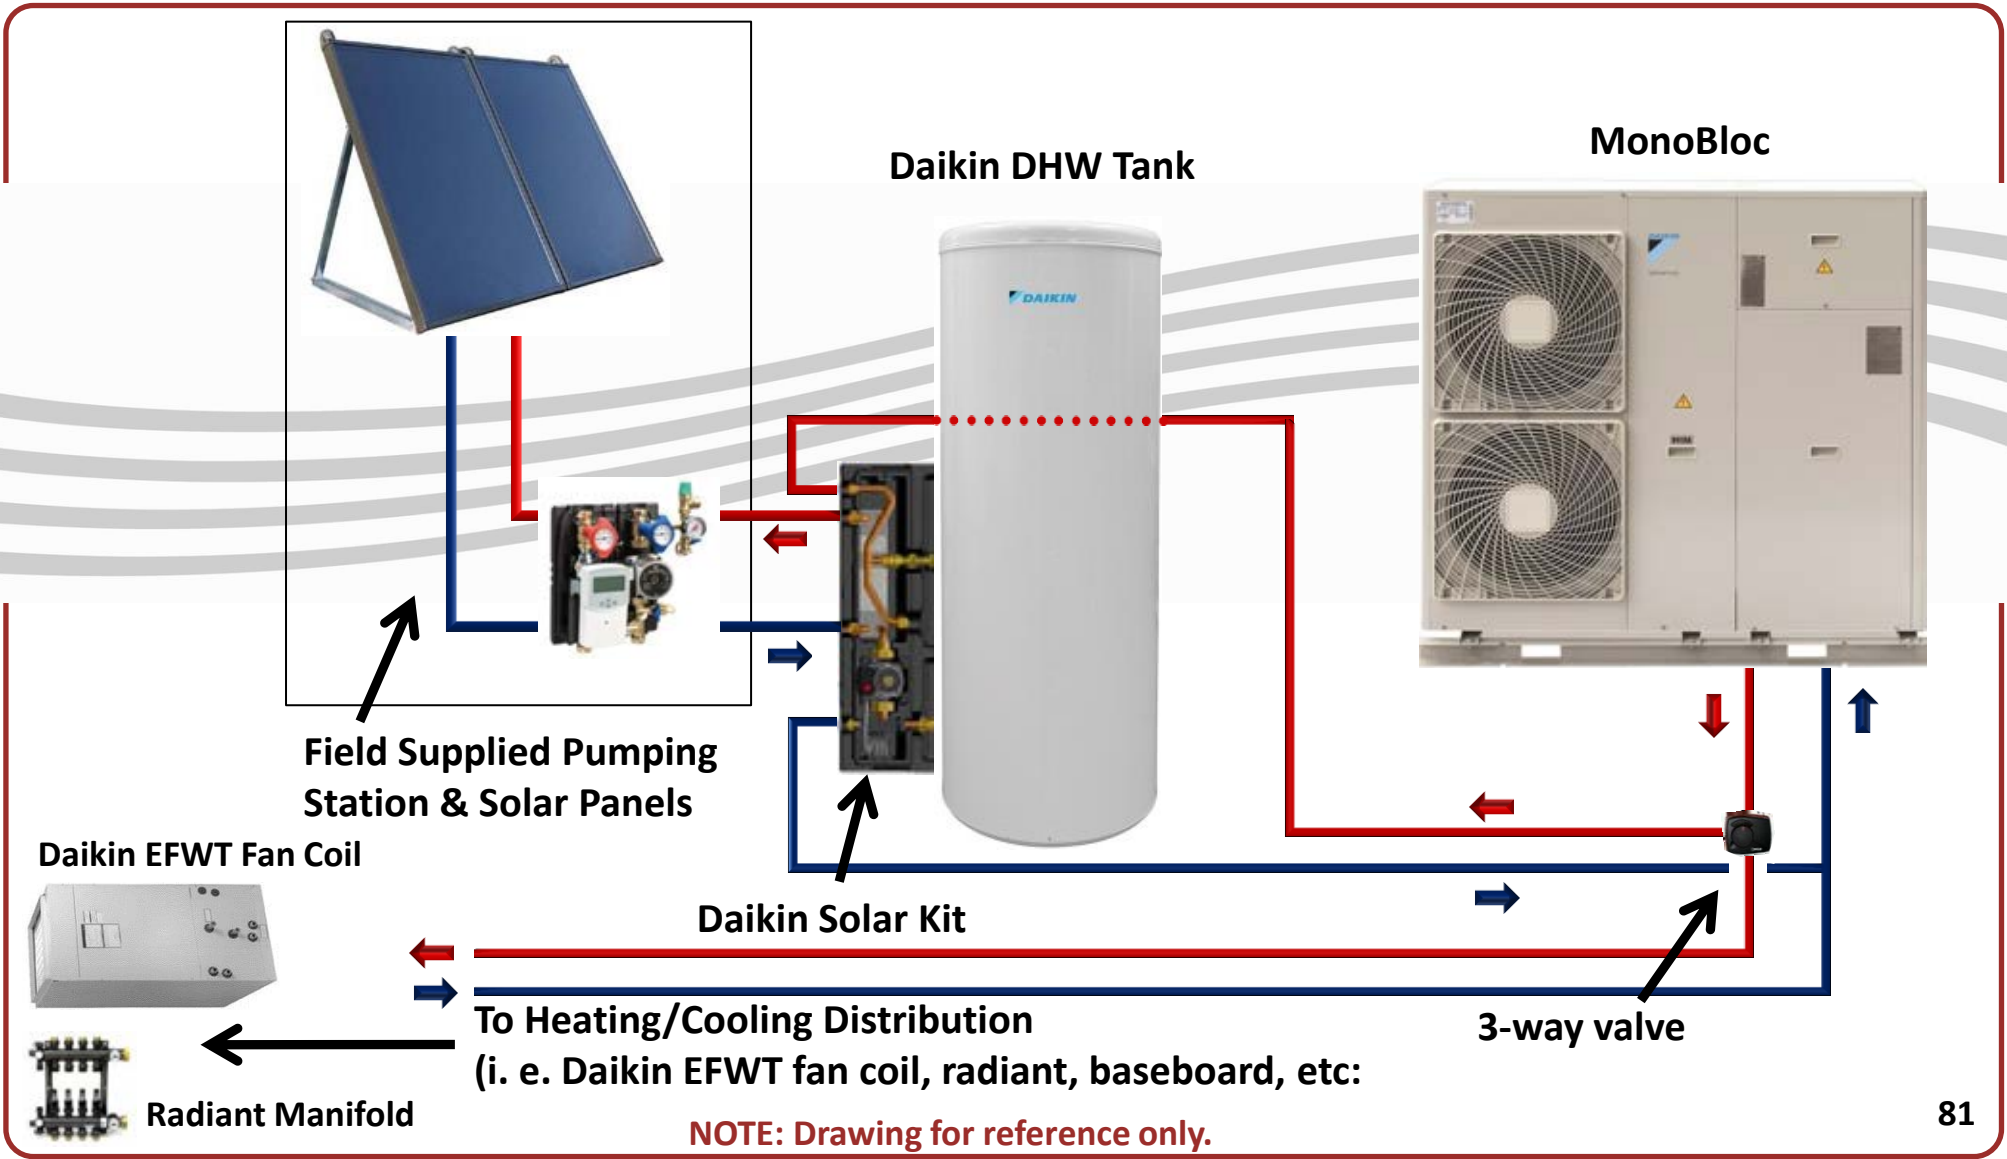 MonoBloc
Daikin DHW Tank
DAIKIN
Field Supplied Pumping
Station & Solar Panels
Daikin EFWT Fan Coil
Daikin Solar Kit
To Heating/Cooling Distribution
(i. e. Daikin EFWT fan coil, radiant, baseboard, etc:
3-way valve
Radiant Manifold
NOTE: Drawing for reference only.
81